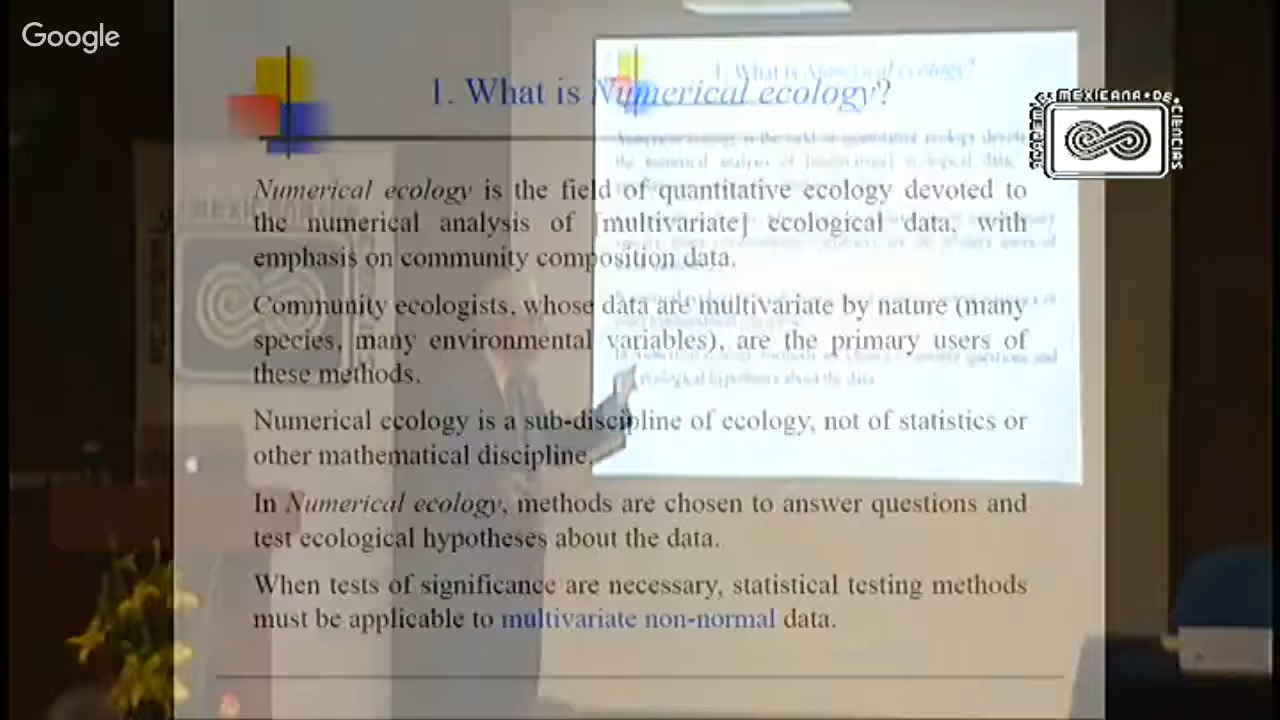 Google
1. What is Numerical ecology?
ACADEMIA MEXICANA DE CIENCIAS
Numerical ecology is the field of quantitative ecology devoted to
the numerical analysis of [multivariate] ecological data, with
emphasis on community composition data.
Community ecologists, whose data are multivariate by nature (many
species, many environmental variables), are the primary users of
these methods.
Numerical ecology is a sub-discipline of ecology, not of statistics or
other mathematical discipline.
In Numerical ecology, methods are chosen to answer questions and
test ecological hypotheses about the data.
When tests of significance are necessary, statistical testing methods
must be applicable to multivariate non-normal data.